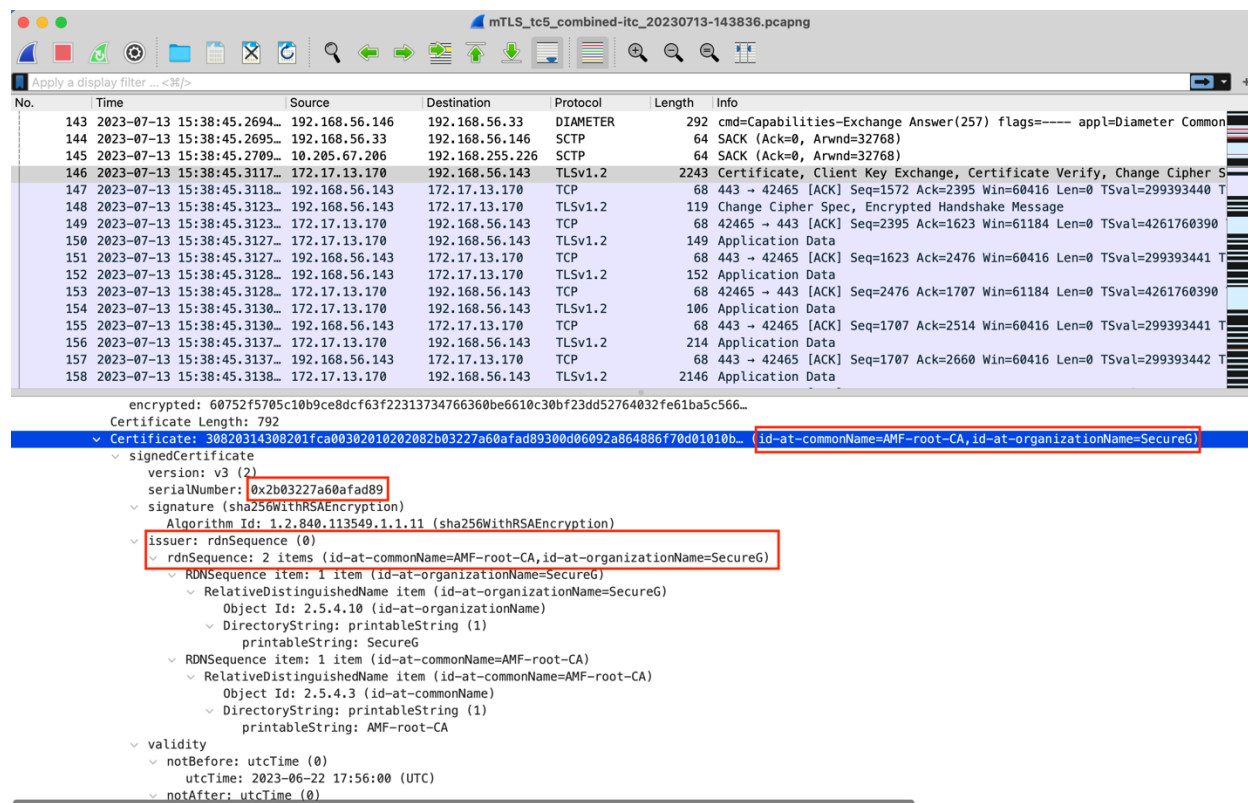 mTLS_tc5_combined-itc_20230713-143836.pcapng
Apply a display filter ... <⌘/>
No. Time Source Destination Protocol Length Info
143 2023-07-13 15:38:45.2694… 192.168.56.146 192.168.56.33 DIAMETER 292 cmd=Capabilities-Exchange Answer(257) flags=---- appl=Diameter Common
144 2023-07-13 15:38:45.2695… 192.168.56.33 192.168.56.146 SCTP 64 SACK (Ack=0, Arwnd=32768)
145 2023-07-13 15:38:45.2709… 10.205.67.206 192.168.255.226 SCTP 64 SACK (Ack=0, Arwnd=32768)
146 2023-07-13 15:38:45.3117… 172.17.13.170 192.168.56.143 TLSv1.2 2243 Certificate, Client Key Exchange, Certificate Verify, Change Cipher S
147 2023-07-13 15:38:45.3118… 192.168.56.143 172.17.13.170 TCP 68 443 → 42465 [ACK] Seq=1572 Ack=2395 Win=60416 Len=0 TSval=299393440 T
148 2023-07-13 15:38:45.3123… 192.168.56.143 172.17.13.170 TLSv1.2 119 Change Cipher Spec, Encrypted Handshake Message
149 2023-07-13 15:38:45.3123… 172.17.13.170 192.168.56.143 TCP 68 42465 → 443 [ACK] Seq=2395 Ack=1623 Win=61184 Len=0 TSval=4261760390
150 2023-07-13 15:38:45.3127… 172.17.13.170 192.168.56.143 TLSv1.2 149 Application Data
151 2023-07-13 15:38:45.3127… 192.168.56.143 172.17.13.170 TCP 68 443 → 42465 [ACK] Seq=1623 Ack=2476 Win=60416 Len=0 TSval=299393441 T
152 2023-07-13 15:38:45.3128… 192.168.56.143 172.17.13.170 TLSv1.2 152 Application Data
153 2023-07-13 15:38:45.3128… 172.17.13.170 192.168.56.143 TCP 68 42465 → 443 [ACK] Seq=2476 Ack=1707 Win=61184 Len=0 TSval=4261760390
154 2023-07-13 15:38:45.3130… 172.17.13.170 192.168.56.143 TLSv1.2 106 Application Data
155 2023-07-13 15:38:45.3130… 192.168.56.143 172.17.13.170 TCP 68 443 → 42465 [ACK] Seq=1707 Ack=2514 Win=60416 Len=0 TSval=299393441 T
156 2023-07-13 15:38:45.3137… 172.17.13.170 192.168.56.143 TLSv1.2 214 Application Data
157 2023-07-13 15:38:45.3137… 192.168.56.143 172.17.13.170 TCP 68 443 → 42465 [ACK] Seq=1707 Ack=2660 Win=60416 Len=0 TSval=299393442 T
158 2023-07-13 15:38:45.3138… 172.17.13.170 192.168.56.143 TLSv1.2 2146 Application Data
encrypted: 60752f5705c10b9ce8dcf63f22313734766360be6610c30bf23dd52764032fe61ba5c566…
Certificate Length: 792
Certificate: 30820314308201fca00302010202082b03227a60afad89300d06092a864886f70d01010b… (id-at-commonName=AMF-root-CA,id-at-organizationName=SecureG)
signedCertificate
version: v3 (2)
serialNumber: 0x2b03227a60afad89
signature (sha256WithRSAEncryption)
Algorithm Id: 1.2.840.113549.1.1.11 (sha256WithRSAEncryption)
issuer: rdnSequence (0)
rdnSequence: 2 items (id-at-commonName=AMF-root-CA,id-at-organizationName=SecureG)
RDNSequence item: 1 item (id-at-organizationName=SecureG)
RelativeDistinguishedName item (id-at-organizationName=SecureG)
Object Id: 2.5.4.10 (id-at-organizationName)
DirectoryString: printableString (1)
printableString: SecureG
RDNSequence item: 1 item (id-at-commonName=AMF-root-CA)
RelativeDistinguishedName item (id-at-commonName=AMF-root-CA)
Object Id: 2.5.4.3 (id-at-commonName)
DirectoryString: printableString (1)
printableString: AMF-root-CA
validity
notBefore: utcTime (0)
utcTime: 2023-06-22 17:56:00 (UTC)
notAfter: utcTime (0)